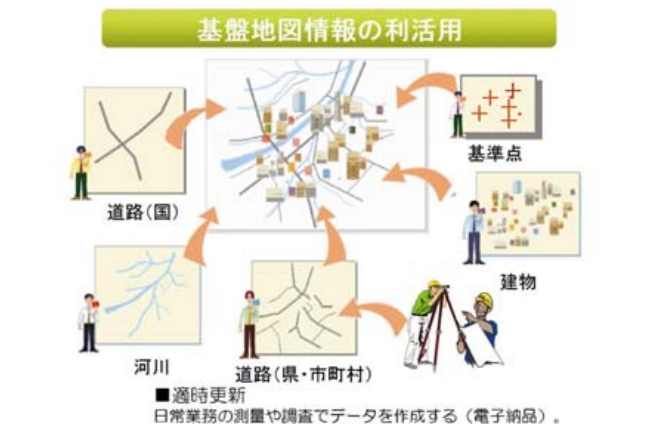 基盤地図情報の利活用
道路(国)
基準点
建物
河川
道路(県・市町村)
■適時更新
日常業務の測量や調査でデータを作成する(電子納品)。